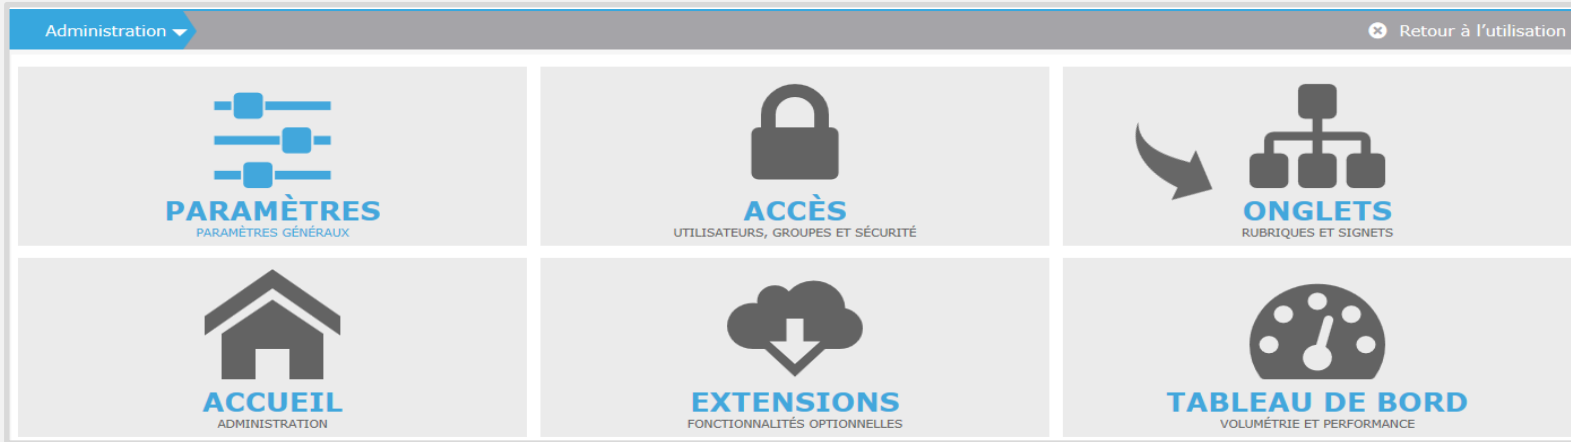 Administration
Retour à l'utilisation
PARAMÈTRES
PARAMÈTRES GÉNÉRAUX
ACCÈS
UTILISATEURS, GROUPES ET SÉCURITÉ
ONGLETS
RUBRIQUES ET SIGNETS
ACCUEIL
ADMINISTRATION
EXTENSIONS
FONCTIONNALITÉS OPTIONNELLES
TABLEAU DE BORD
VOLUMÉTRIE ET PERFORMANCE